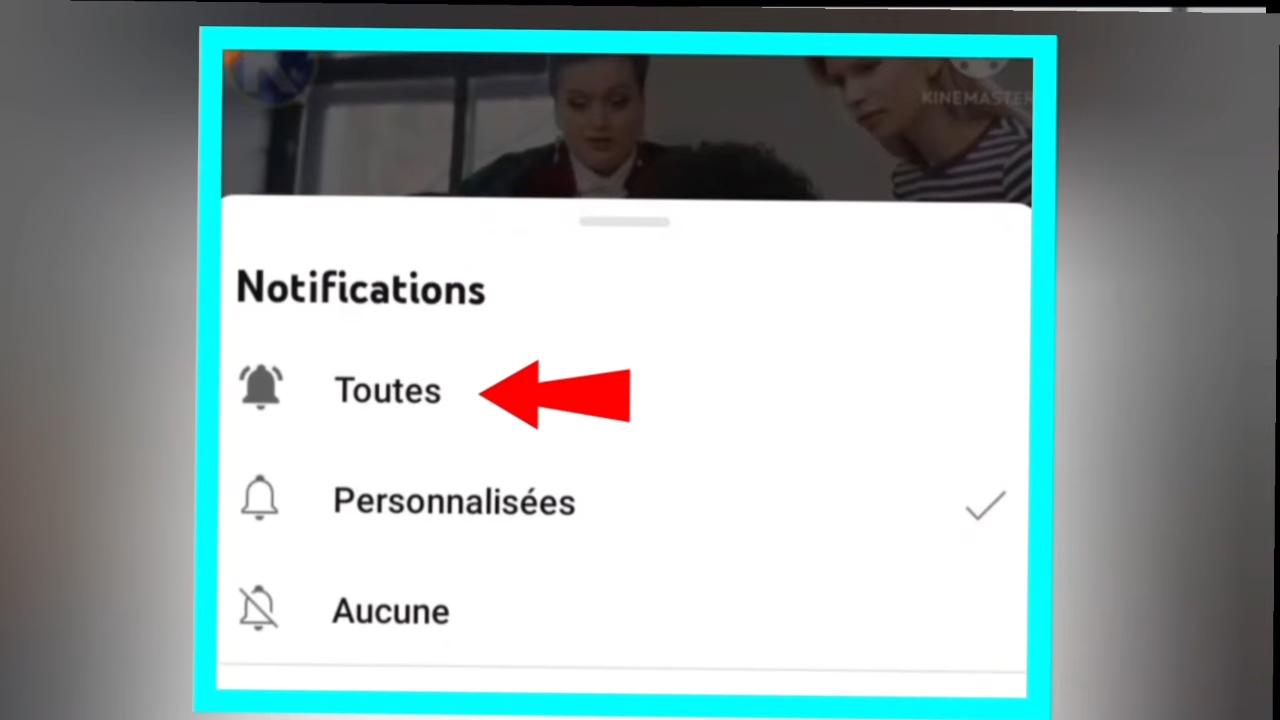 KINEMASTER
Notifications
Toutes
Personnalisées
Aucune